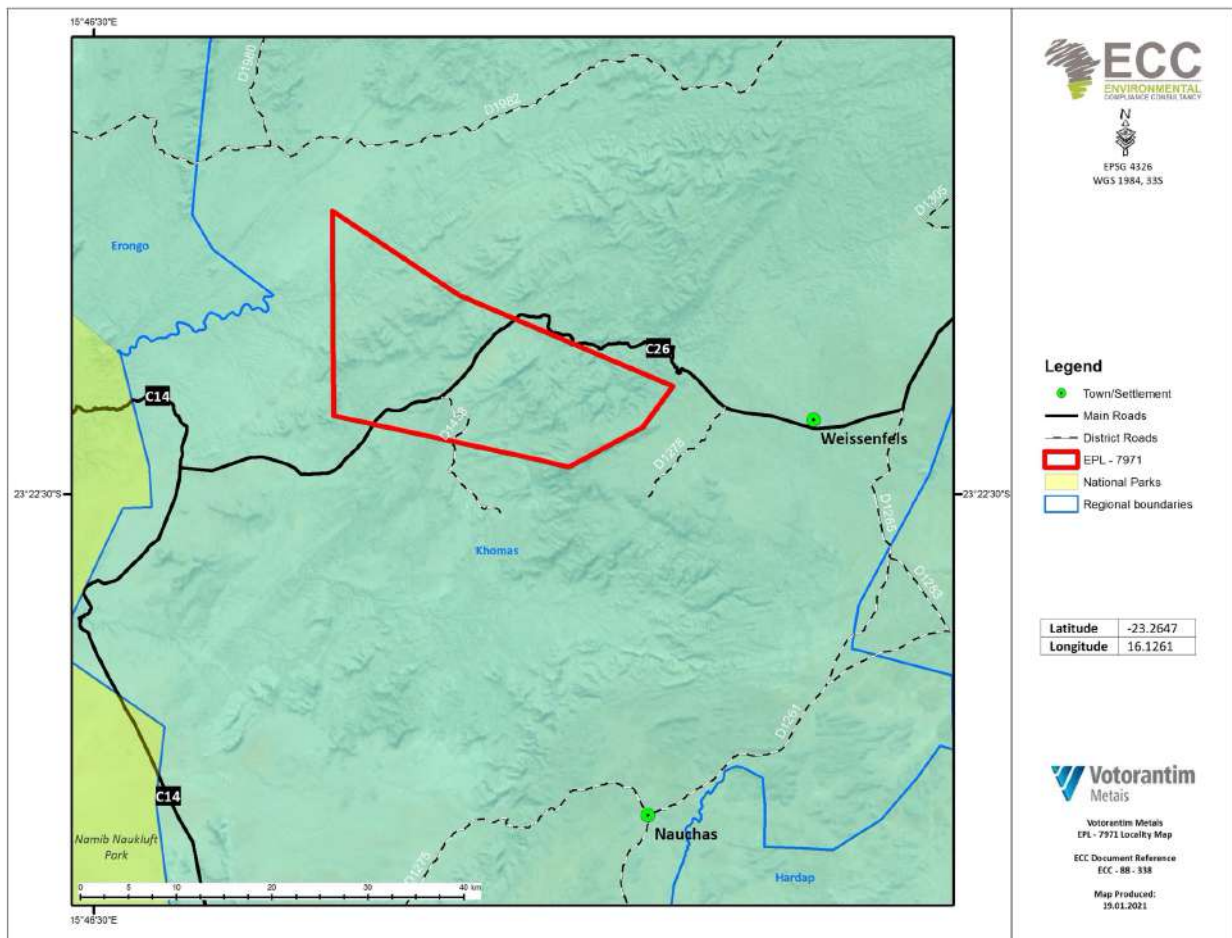 15°46'30"E
D1980
D1982
D1305
Erongo
C26
C14
D1458
Weissenfels
D1278
23°22'30"S
23°22'30"S
D1265
Khomas
D1283
D1261
C14
Nauchas
Namib Naukluft
Park
D1275
Hardap
0 5 10 20 30 40 km
15°46'30"E
ECC
ENVIRONMENTAL
COMPLIANCE CONSULTANCY
N
EPSG 4326
WGS 1984, 33S
Legend
Town/Settlement
Main Roads
District Roads
EPL - 7971
National Parks
Regional boundaries
Latitude -23.2647
Longitude 16.1261
Votorantim
Metais
Votorantim Metais
EPL - 7971 Locality Map
ECC Document Reference
ECC - 88 - 338
Map Produced:
19.01.2021